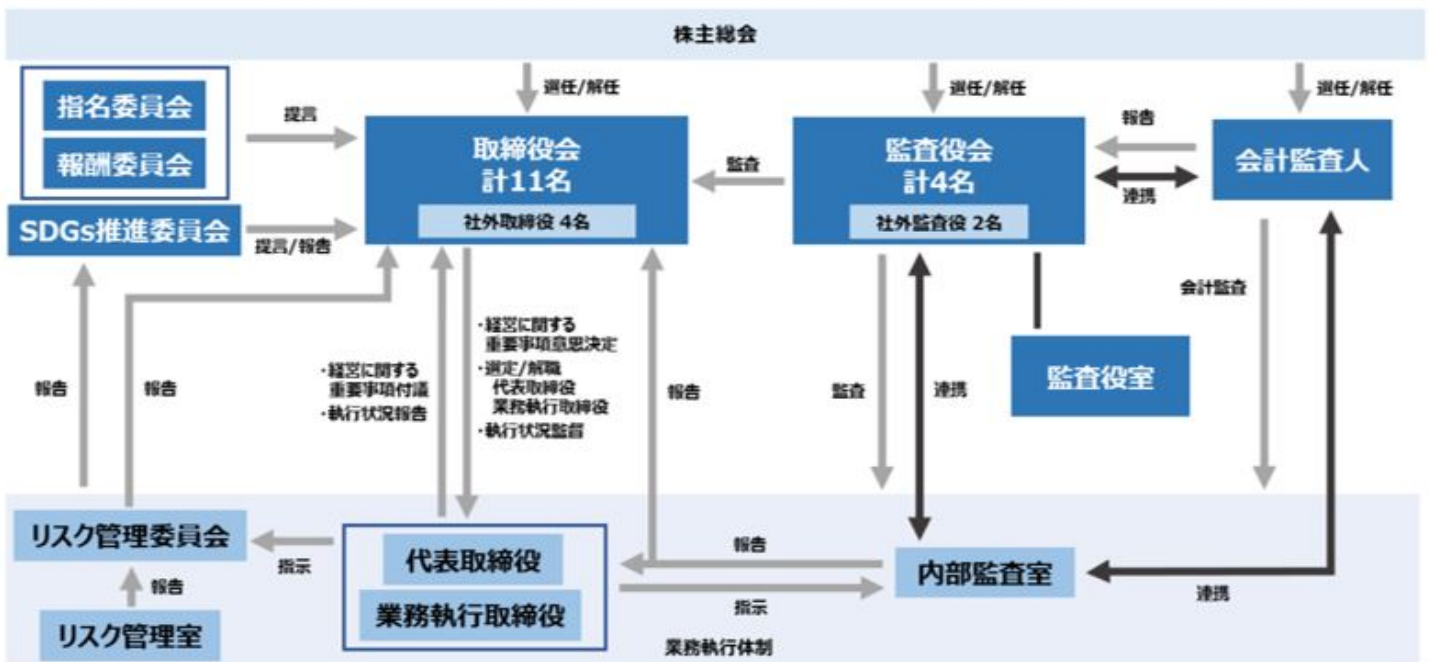 株主総会
選任/解任
選任/解任
選任/解任
指名委員会
報酬委員会
提言
取締役会
計11名
社外取締役 4名
監査
監査役会
計4名
社外監査役 2名
報告
連携
会計監査人
SDGs推進委員会
提言/報告
報告
報告
・経営に関する
重要事項付議
・執行状況報告
・経営に関する
重要事項意思決定
・選定/解職
代表取締役
業務執行取締役
・執行状況監督
報告
監査
連携
監査役室
会計監査
リスク管理委員会
指示
報告
リスク管理室
代表取締役
業務執行取締役
報告
指示
内部監査室
連携
業務執行体制